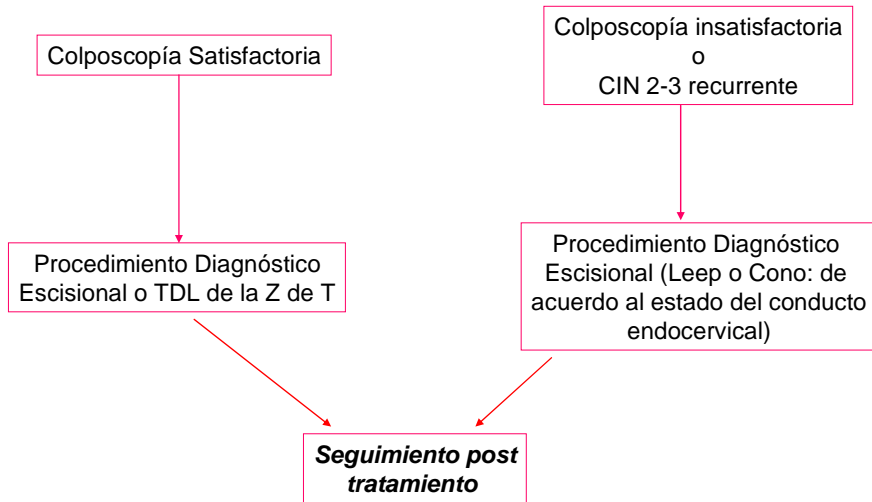 Colposcopía Satisfactoria
Colposcopía insatisfactoria
o
CIN 2-3 recurrente
Procedimiento Diagnóstico
Escisional o TDL de la Z de T
Procedimiento Diagnóstico
Escisional (Leep o Cono: de
acuerdo al estado del conducto
endocervical)
Seguimiento post
tratamiento